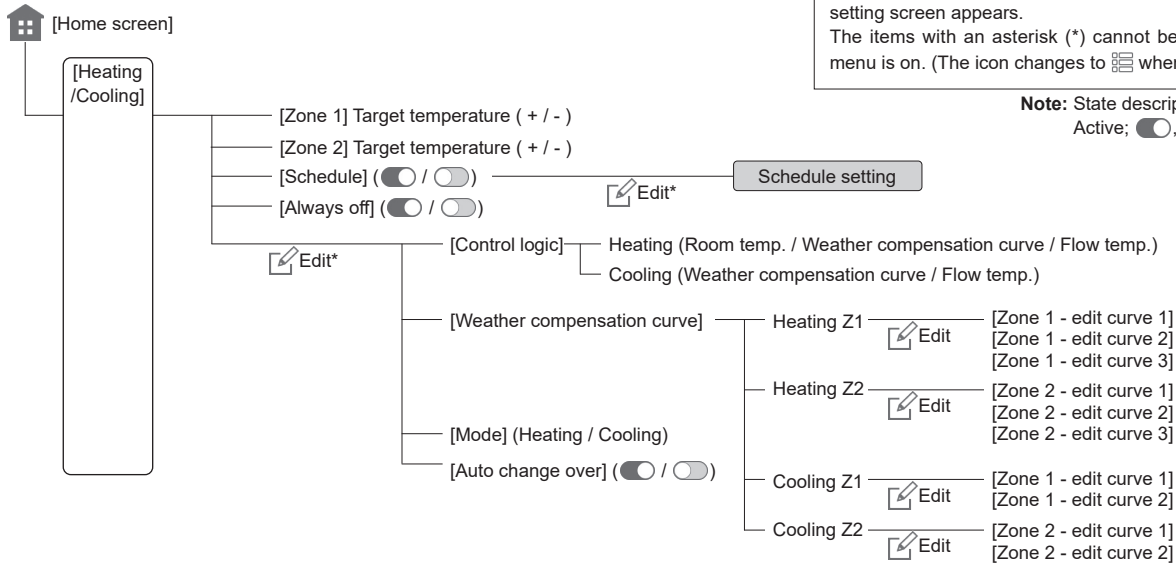 [Home screen]
setting screen appears.
The items with an asterisk (*) cannot be
menu is on. (The icon changes to
Note: State descrip
Active;
[Heating
/Cooling]
[Zone 1] Target temperature ( + / - )
[Zone 2] Target temperature ( + / - )
[Schedule] ( / )
Edit*
Schedule setting
[Always off] ( / )
Edit*
[Control logic]
Heating (Room temp. / Weather compensation curve / Flow temp.)
Cooling (Weather compensation curve / Flow temp.)
[Weather compensation curve]
Heating Z1
Edit
[Zone 1 - edit curve 1]
[Zone 1 - edit curve 2]
[Zone 1 - edit curve 3]
Heating Z2
Edit
[Zone 2 - edit curve 1]
[Zone 2 - edit curve 2]
[Zone 2 - edit curve 3]
[Mode] (Heating / Cooling)
[Auto change over] ( / )
Cooling Z1
Edit
[Zone 1 - edit curve 1]
[Zone 1 - edit curve 2]
Cooling Z2
Edit
[Zone 2 - edit curve 1]
[Zone 2 - edit curve 2]